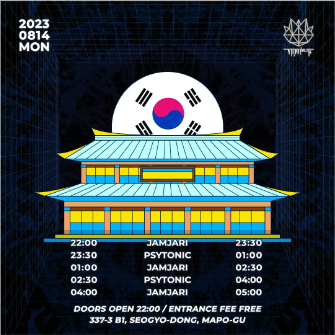 2023
0814
MON
22:00 JAMJARI 23:30
23:30 PSYTONIC 01:00
01:00 JAMJARI 02:30
02:30 PSYTONIC 04:00
04:00 JAMJARI 05:00
DOORS OPEN 22:00 / ENTRANCE FEE FREE
337-3 B1, SEOGYO-DONG, MAPO-GU